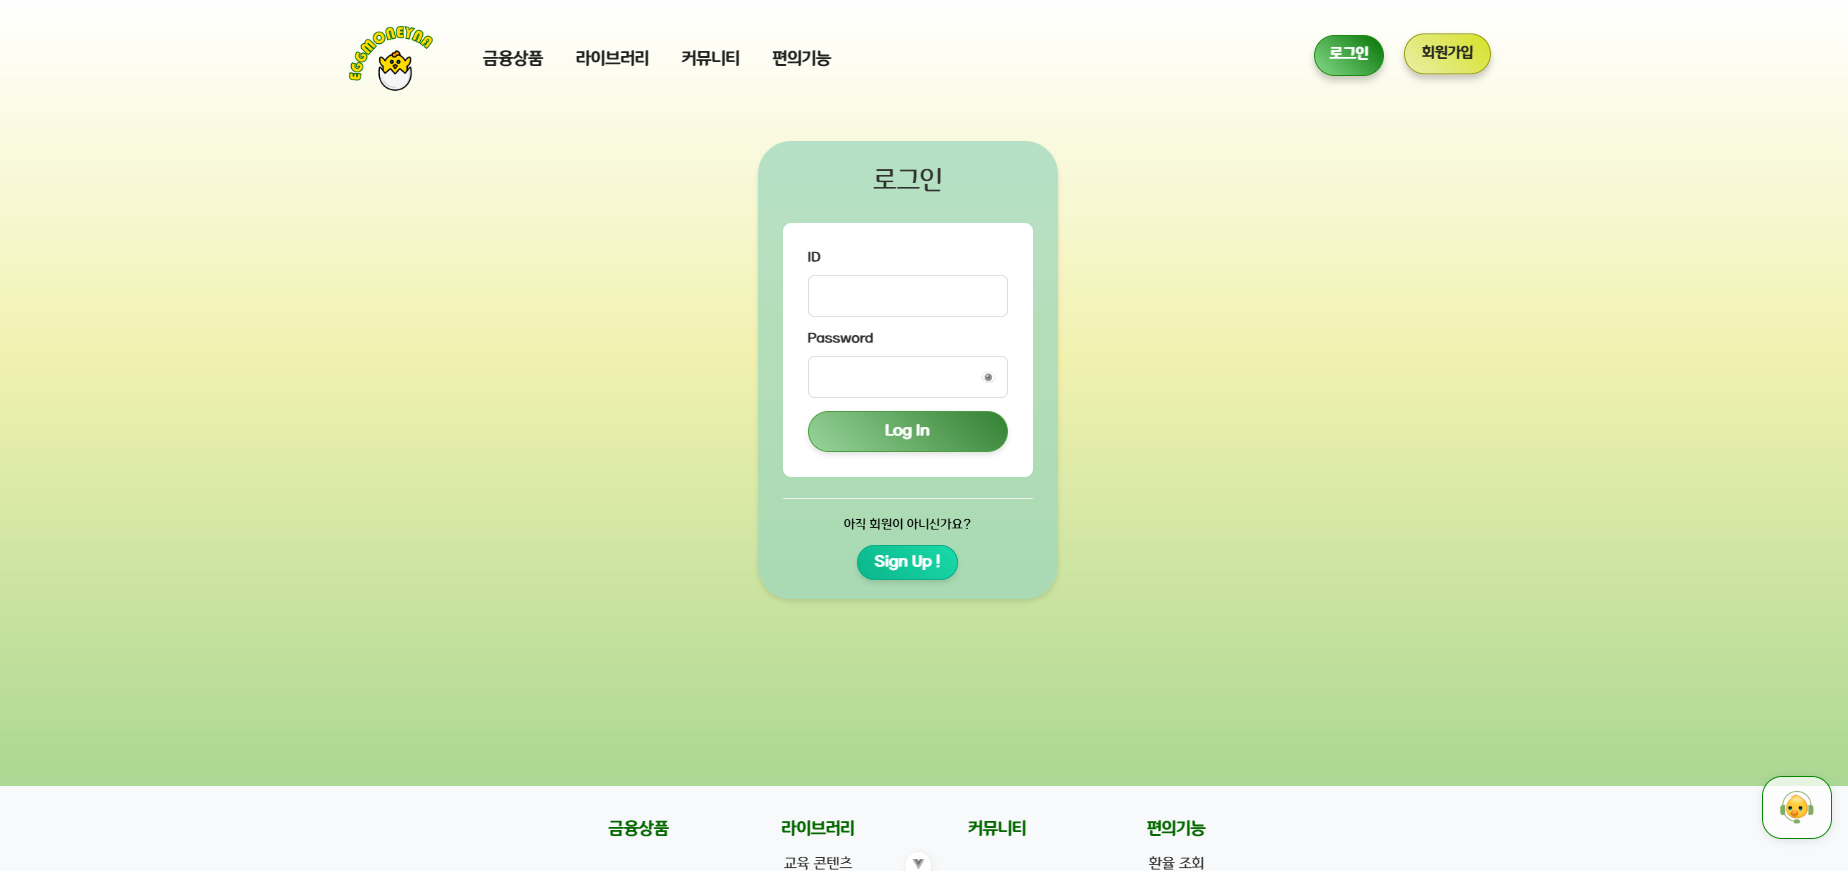 EGGMONEYNA
금융상품 라이브러리 커뮤니티 편의기능
로그인 회원가입
로그인
ID
Password
Log In
아직 회원이 아니신가요?
Sign Up !
금융상품 라이브러리 커뮤니티 편의기능
교육 콘텐츠 환율 조회